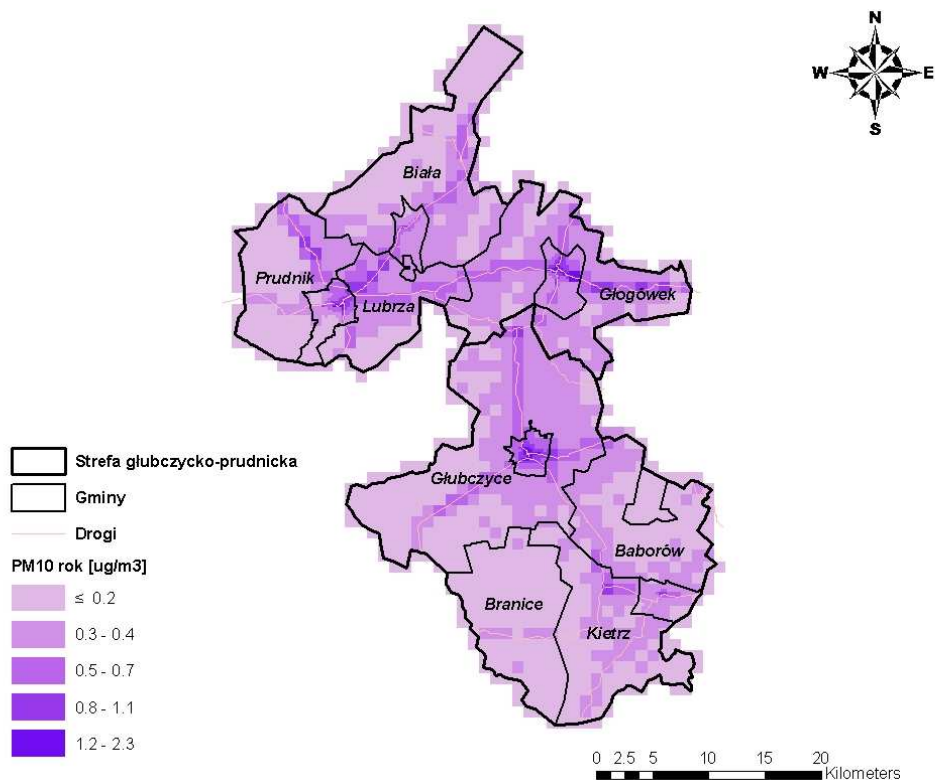 N
W E
S
Biała
Prudnik
Lubrza
Głogówek
Głubczyce
Baborów
Branice
Kietrz
Strefa głubczycko-prudnicka
Gminy
Drogi
PM10 rok [ug/m3]
≤ 0.2
0.3 - 0.4
0.5 - 0.7
0.8 - 1.1
1.2 - 2.3
0 2.5 5 10 15 20
Kilometers